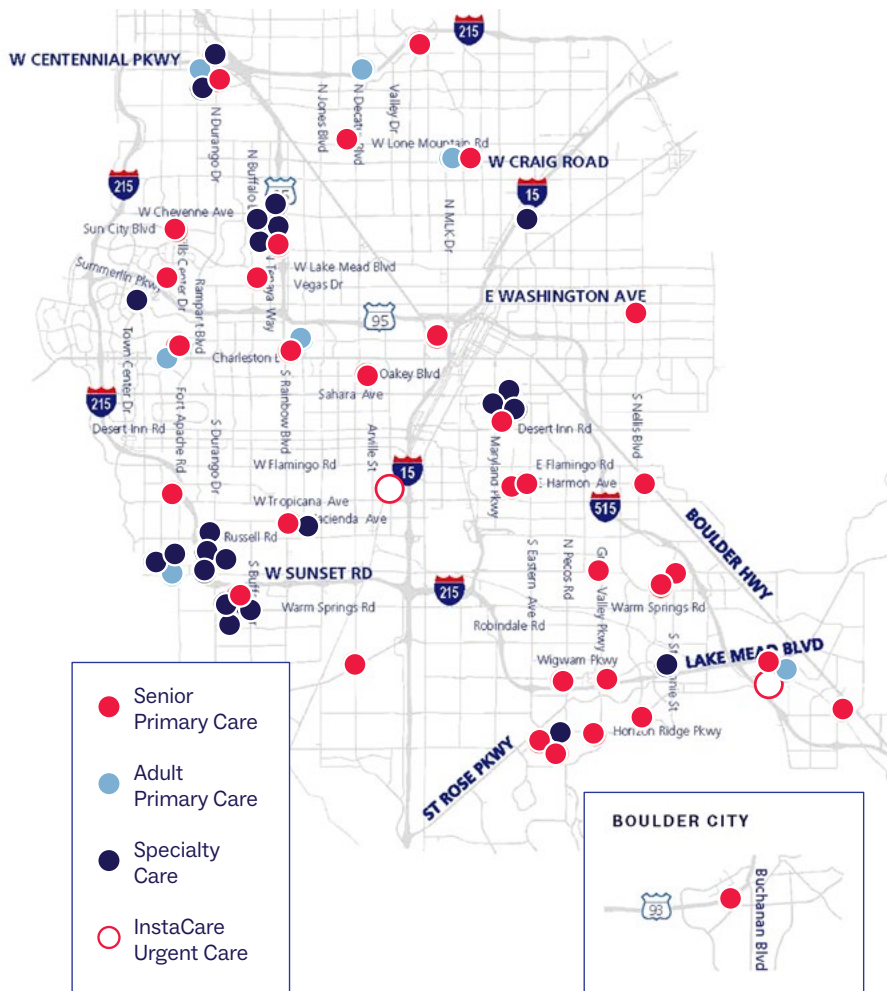 215
W CENTENNIAL PKWY
N Durango Dr
N Jones Blvd
Valley Dr
W Lone Mountain Rd
W CRAIG ROAD
215
15
N MLK Dr
W Cheyenne Ave
Sun City Blvd
Summerlin Pkwy
Rampart Blvd
Way
W Lake Mead Blvd
Vegas Dr
E WASHINGTON AVE
95
Town Center Dr
Charleston
Oakey Blvd
Sahara Ave
215
Fort Apache Rd
S Durango Dr
S Rainbow Blvd
Arville St
Desert Inn Rd
Desert Inn Rd
S Nellis Blvd
Maryland Pkwy
W Flamingo Rd
15
E Flamingo Rd
E Harmon Ave
W Tropicana Ave
515
Russell Rd
BOULDER HWY
W SUNSET RD
S Eastern Ave
N Pecos Rd
Valley Pkwy
215
Warm Springs Rd
Warm Springs Rd
Robindale Rd
Wigwam Pkwy
LAKE MEAD BLVD
Horizon Ridge Pkwy
ST ROSE PKWY
Senior
Primary Care
Adult
Primary Care
Specialty
Care
InstaCare
Urgent Care
BOULDER CITY
93
Buchanan Blvd